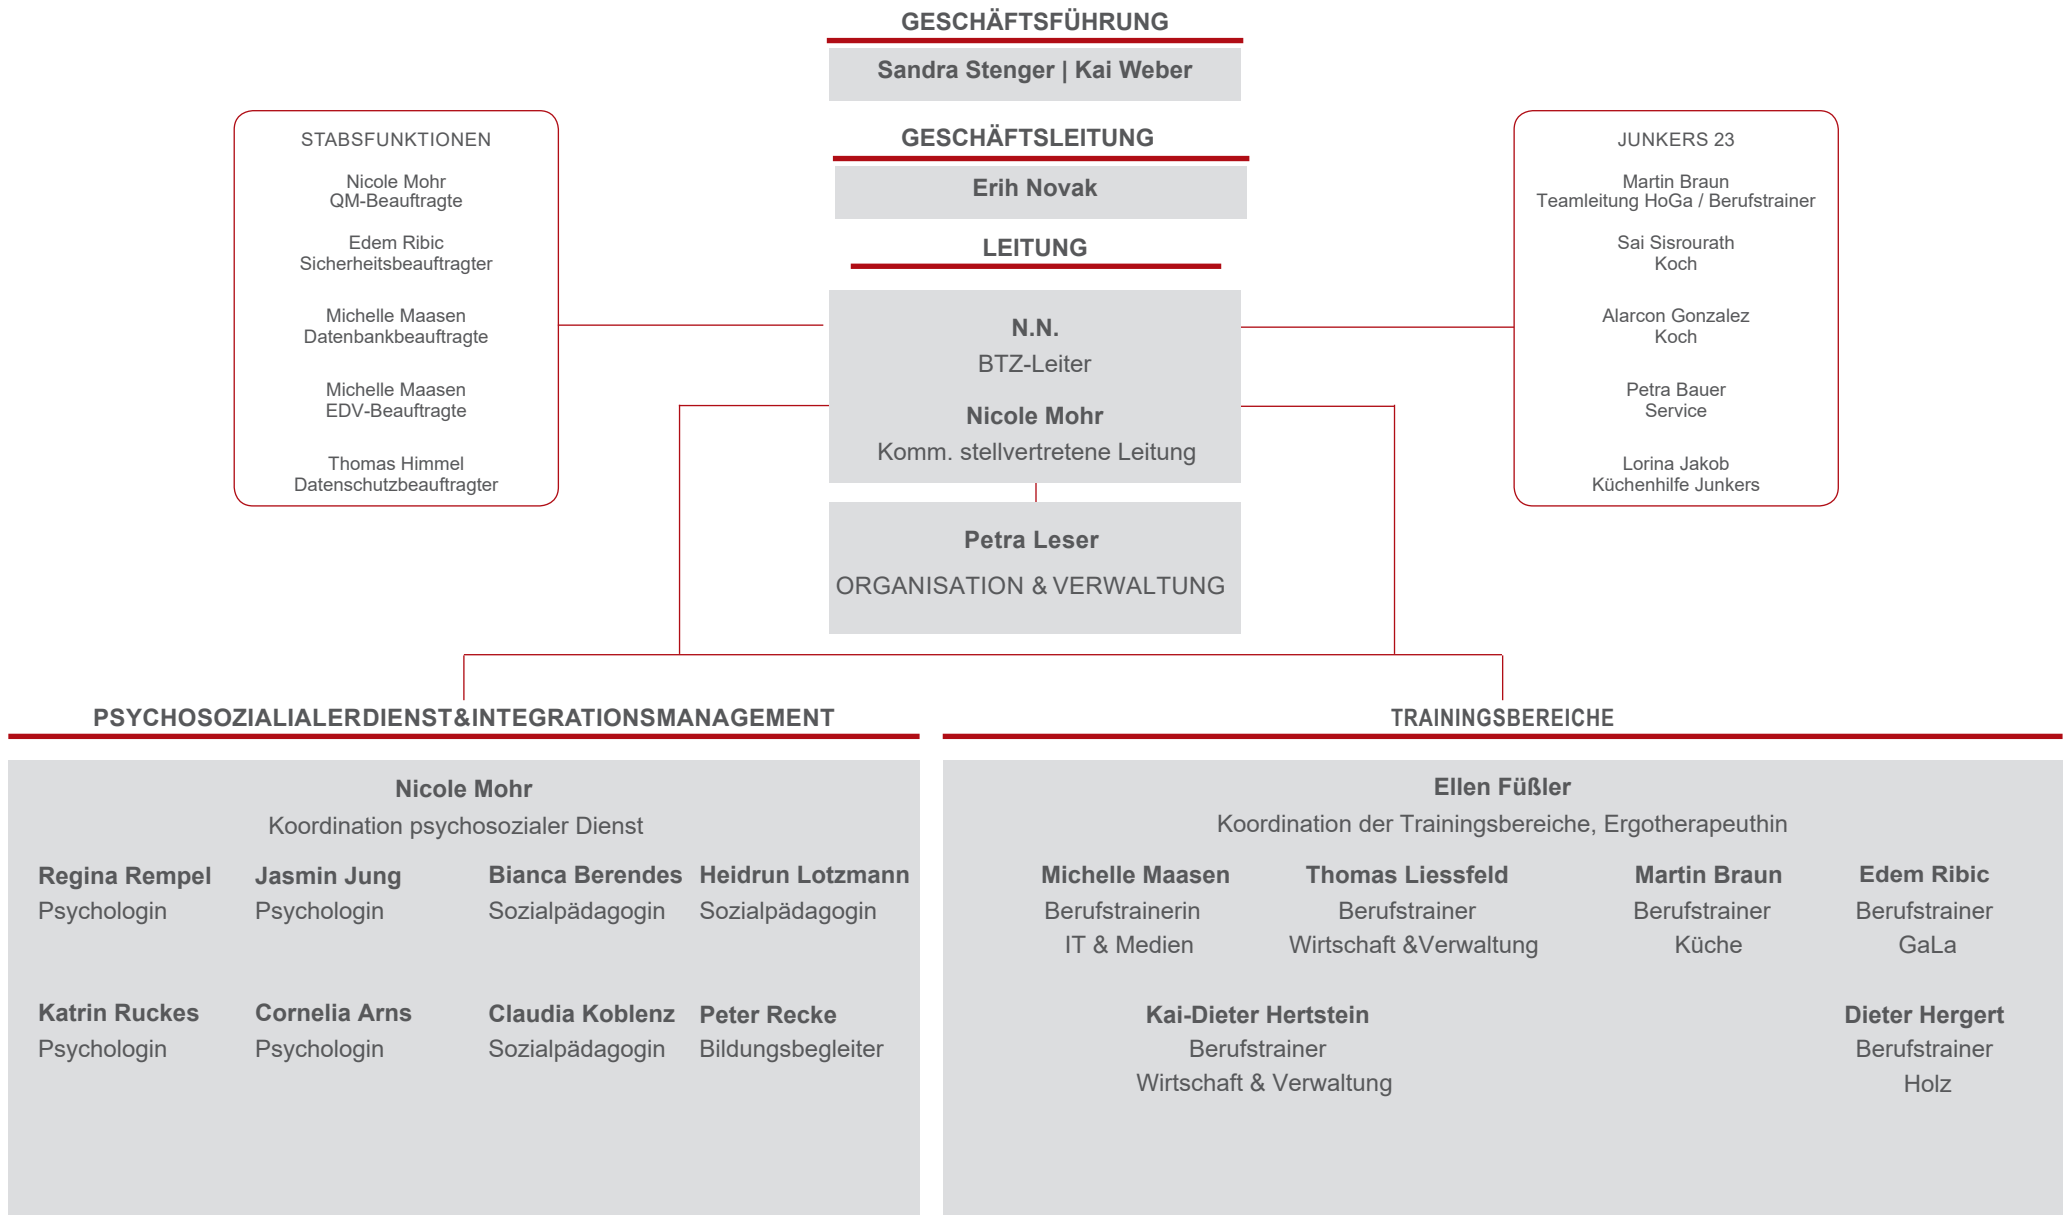 GESCHÄFTSFÜHRUNG
Sandra Stenger | Kai Weber
GESCHÄFTSLEITUNG
Erih Novak
LEITUNG
N.N.
BTZ-Leiter
Nicole Mohr
Komm. stellvertretene Leitung
Petra Leser
ORGANISATION & VERWALTUNG
STABSFUNKTIONEN
Nicole Mohr
QM-Beauftragte
Edem Ribic
Sicherheitsbeauftragter
Michelle Maasen
Datenbankbeauftragte
Michelle Maasen
EDV-Beauftragte
Thomas Himmel
Datenschutzbeauftragter
JUNKERS 23
Martin Braun
Teamleitung HoGa / Berufstrainer
Sai Sisrourath
Koch
Alarcon Gonzalez
Koch
Petra Bauer
Service
Lorina Jakob
Küchenhilfe Junkers
PSYCHOSOZIALIALERDIENST&INTEGRATIONSMANAGEMENT
Nicole Mohr
Koordination psychosozialer Dienst
Regina Rempel
Psychologin
Jasmin Jung
Psychologin
Bianca Berendes
Sozialpädagogin
Heidrun Lotzmann
Sozialpädagogin
Katrin Ruckes
Psychologin
Cornelia Arns
Psychologin
Claudia Koblenz
Sozialpädagogin
Peter Recke
Bildungsbegleiter
TRAININGSBEREICHE
Ellen Füßler
Koordination der Trainingsbereiche, Ergotherapeuthin
Michelle Maasen
Berufstrainerin
IT & Medien
Thomas Liessfeld
Berufstrainer
Wirtschaft &Verwaltung
Martin Braun
Berufstrainer
Küche
Edem Ribic
Berufstrainer
GaLa
Kai-Dieter Hertstein
Berufstrainer
Wirtschaft & Verwaltung
Dieter Hergert
Berufstrainer
Holz